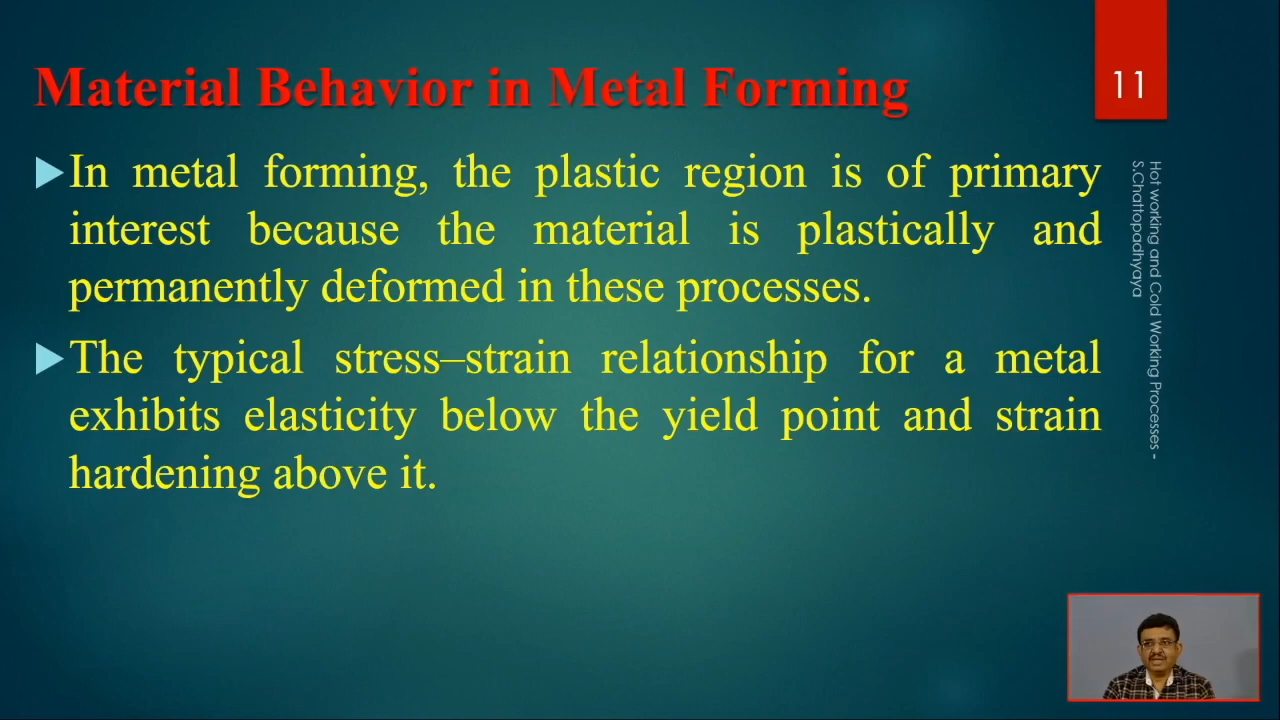 Material Behavior in Metal Forming
11
In metal forming, the plastic region is of primary
interest because the material is plastically and
permanently deformed in these processes.
The typical stress–strain relationship for a metal
exhibits elasticity below the yield point and strain
hardening above it.
Hot working and Cold Working Processes -
S.Chattopadhyaya